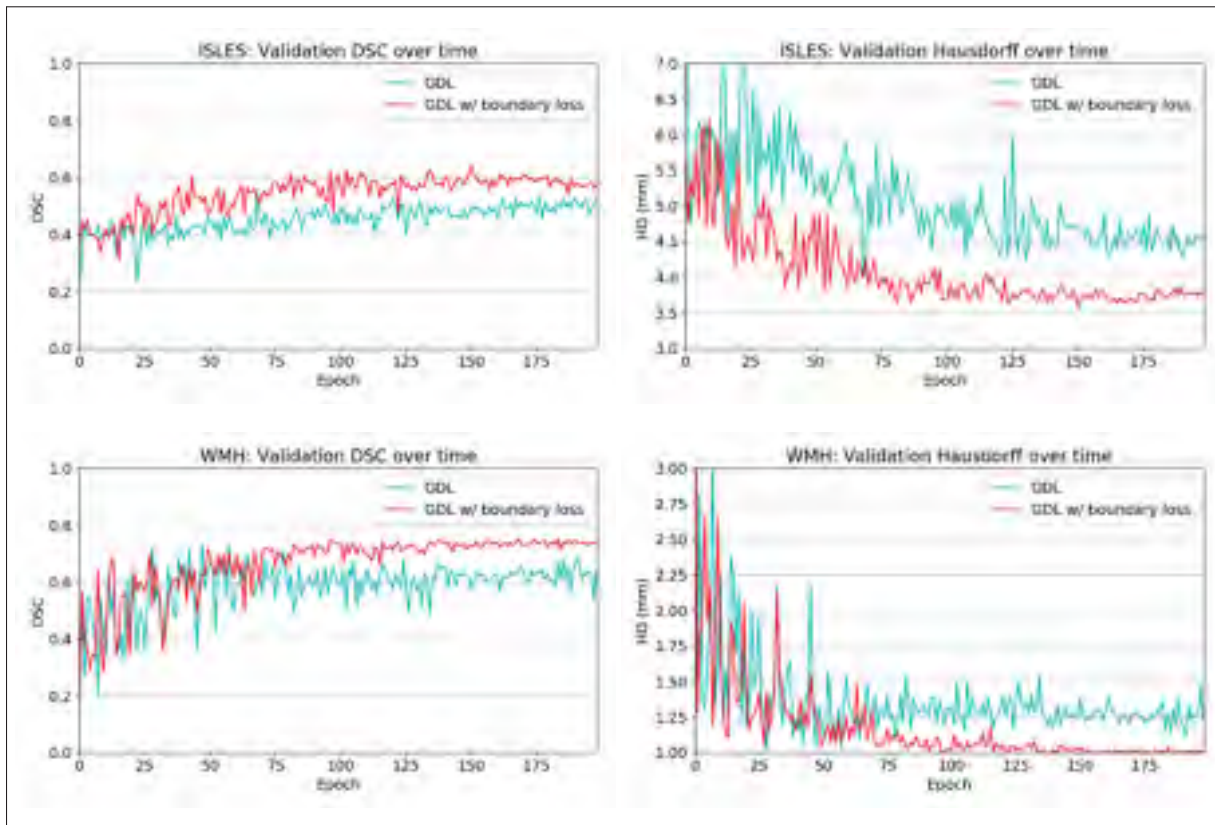 ISLES: Validation DSC over time
1.0
0.8
0.6
0.4
0.2
0.0
DSC
GDL
GDL w/ boundary loss
0 25 50 75 100 125 150 175
Epoch
ISLES: Validation Hausdorff over time
7.0
6.5
6.0
5.5
5.0
4.5
4.0
3.5
3.0
HD (mm)
GDL
GDL w/ boundary loss
0 25 50 75 100 125 150 175
Epoch
WMH: Validation DSC over time
1.0
0.8
0.6
0.4
0.2
0.0
DSC
GDL
GDL w/ boundary loss
0 25 50 75 100 125 150 175
Epoch
WMH: Validation Hausdorff over time
3.00
2.75
2.50
2.25
2.00
1.75
1.50
1.25
1.00
HD (mm)
GDL
GDL w/ boundary loss
0 25 50 75 100 125 150 175
Epoch